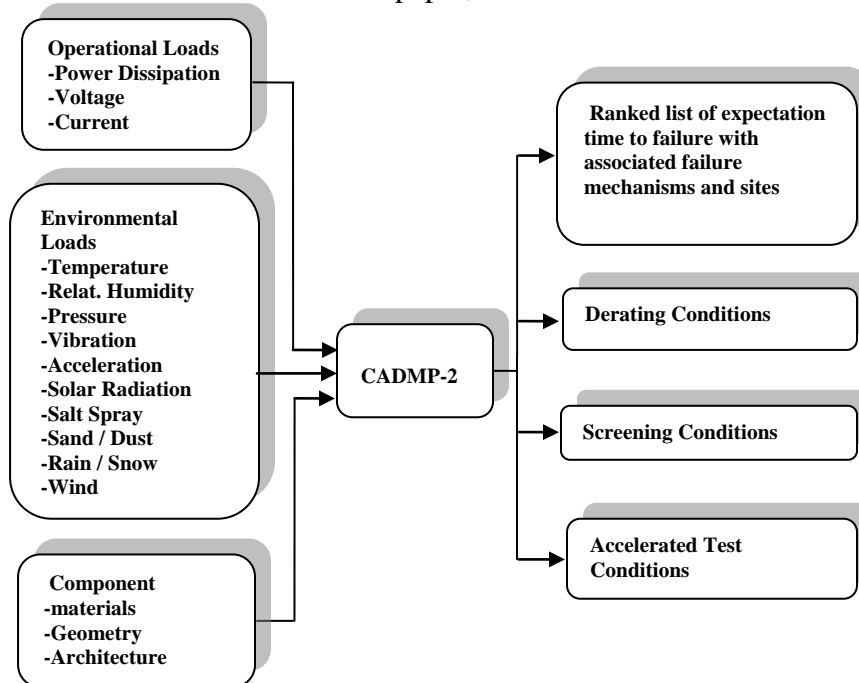 Operational Loads
-Power Dissipation
-Voltage
-Current
Environmental
Loads
-Temperature
-Relat. Humidity
-Pressure
-Vibration
-Acceleration
-Solar Radiation
-Salt Spray
-Sand / Dust
-Rain / Snow
-Wind
Component
-materials
-Geometry
-Architecture
CADMP-2
Ranked list of expectation
time to failure with
associated failure
mechanisms and sites
Derating Conditions
Screening Conditions
Accelerated Test
Conditions